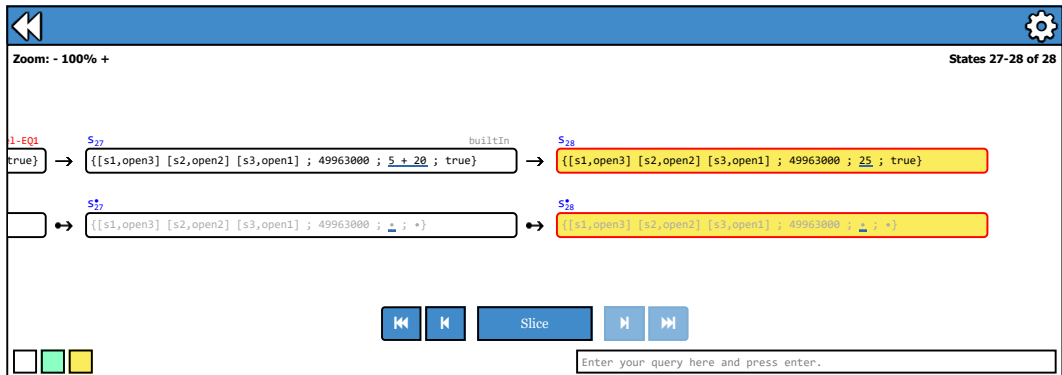 Zoom: - 100% + States 27-28 of 28
l-EQ1 s27 builtIn s28
true} {[s1,open3] [s2,open2] [s3,open1] ; 49963000 ; 5 + 20 ; true} {[s1,open3] [s2,open2] [s3,open1] ; 49963000 ; 25 ; true}
s•27 s•28
{[s1,open3] [s2,open2] [s3,open1] ; 49963000 ; • ; •} {[s1,open3] [s2,open2] [s3,open1] ; 49963000 ; • ; •}
Slice
Enter your query here and press enter.